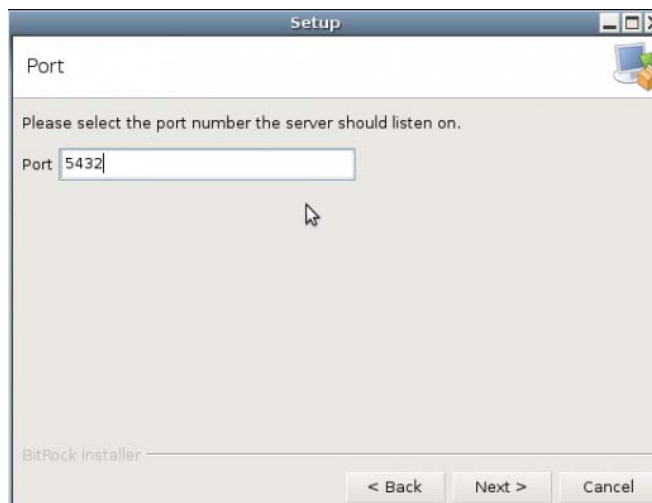 Setup
Port
Please select the port number the server should listen on.
Port 5432
BitRock Installer
< Back Next > Cancel